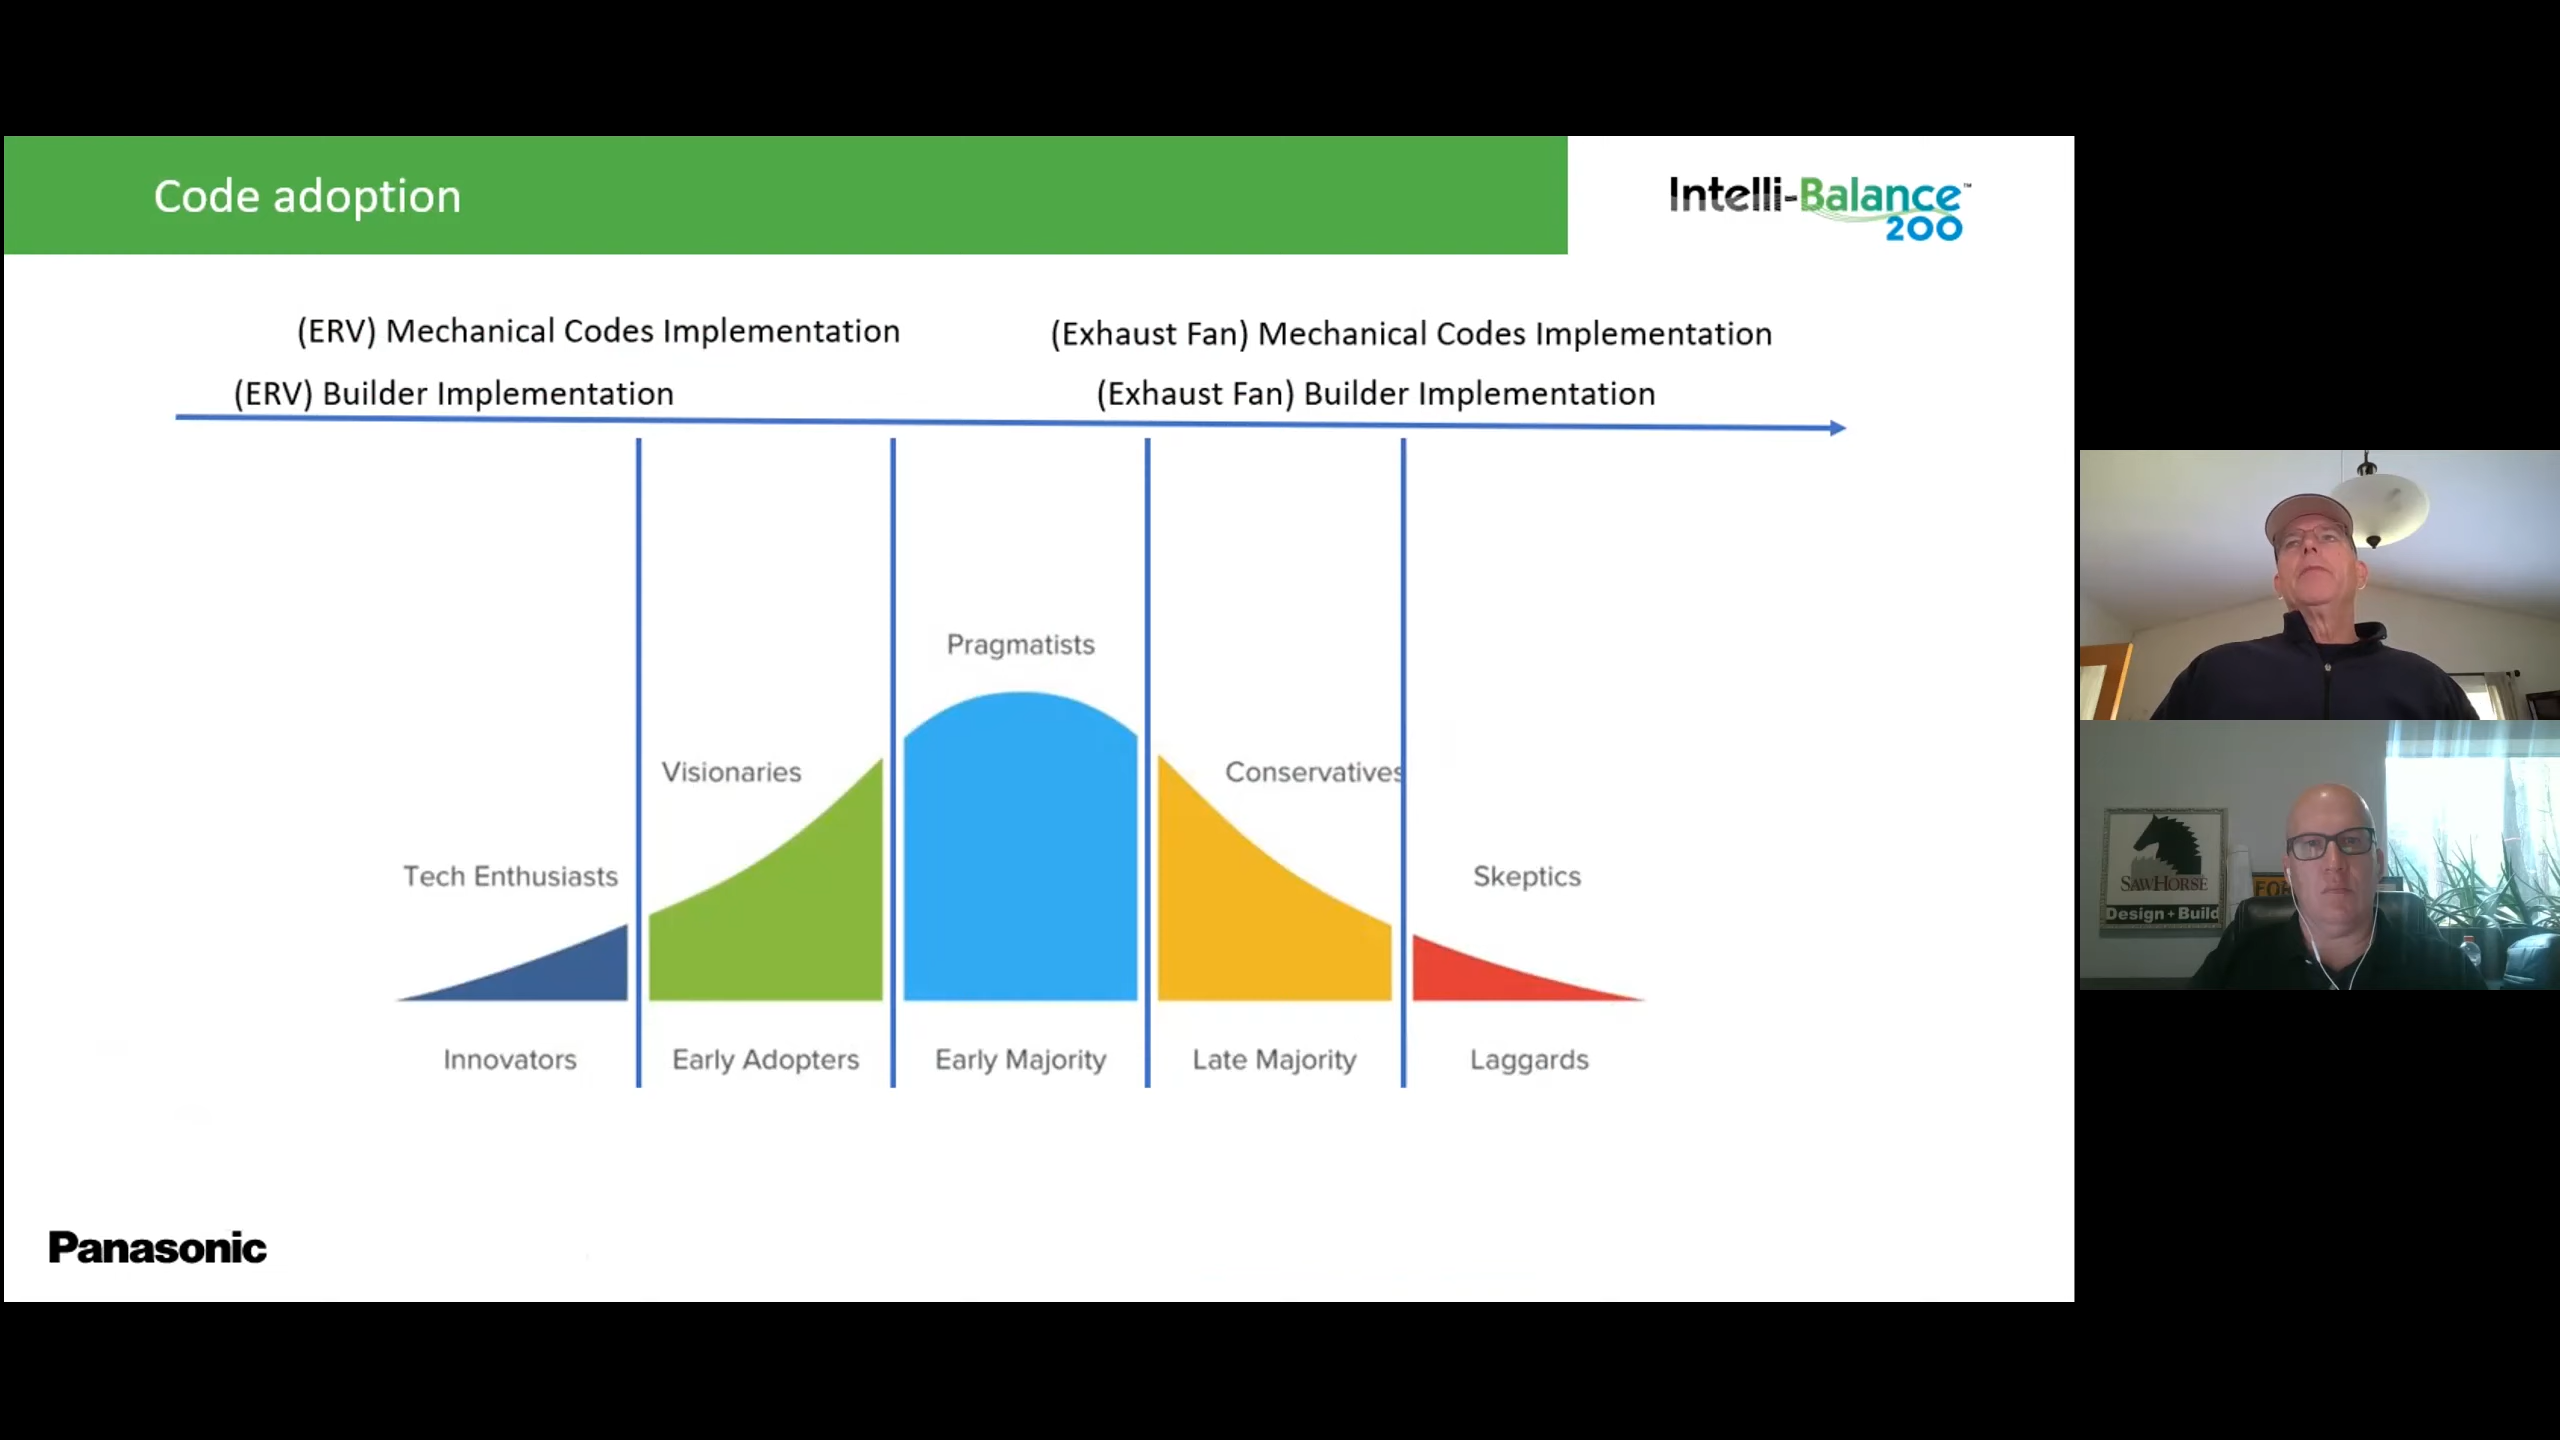 Code adoption
Intelli-Balance™
200
(ERV) Mechanical Codes Implementation
(Exhaust Fan) Mechanical Codes Implementation
(ERV) Builder Implementation
(Exhaust Fan) Builder Implementation
Pragmatists
Visionaries
Conservatives
Tech Enthusiasts
Skeptics
Innovators
Early Adopters
Early Majority
Late Majority
Laggards
Panasonic
SAWHORSE
Design + Build
FOR